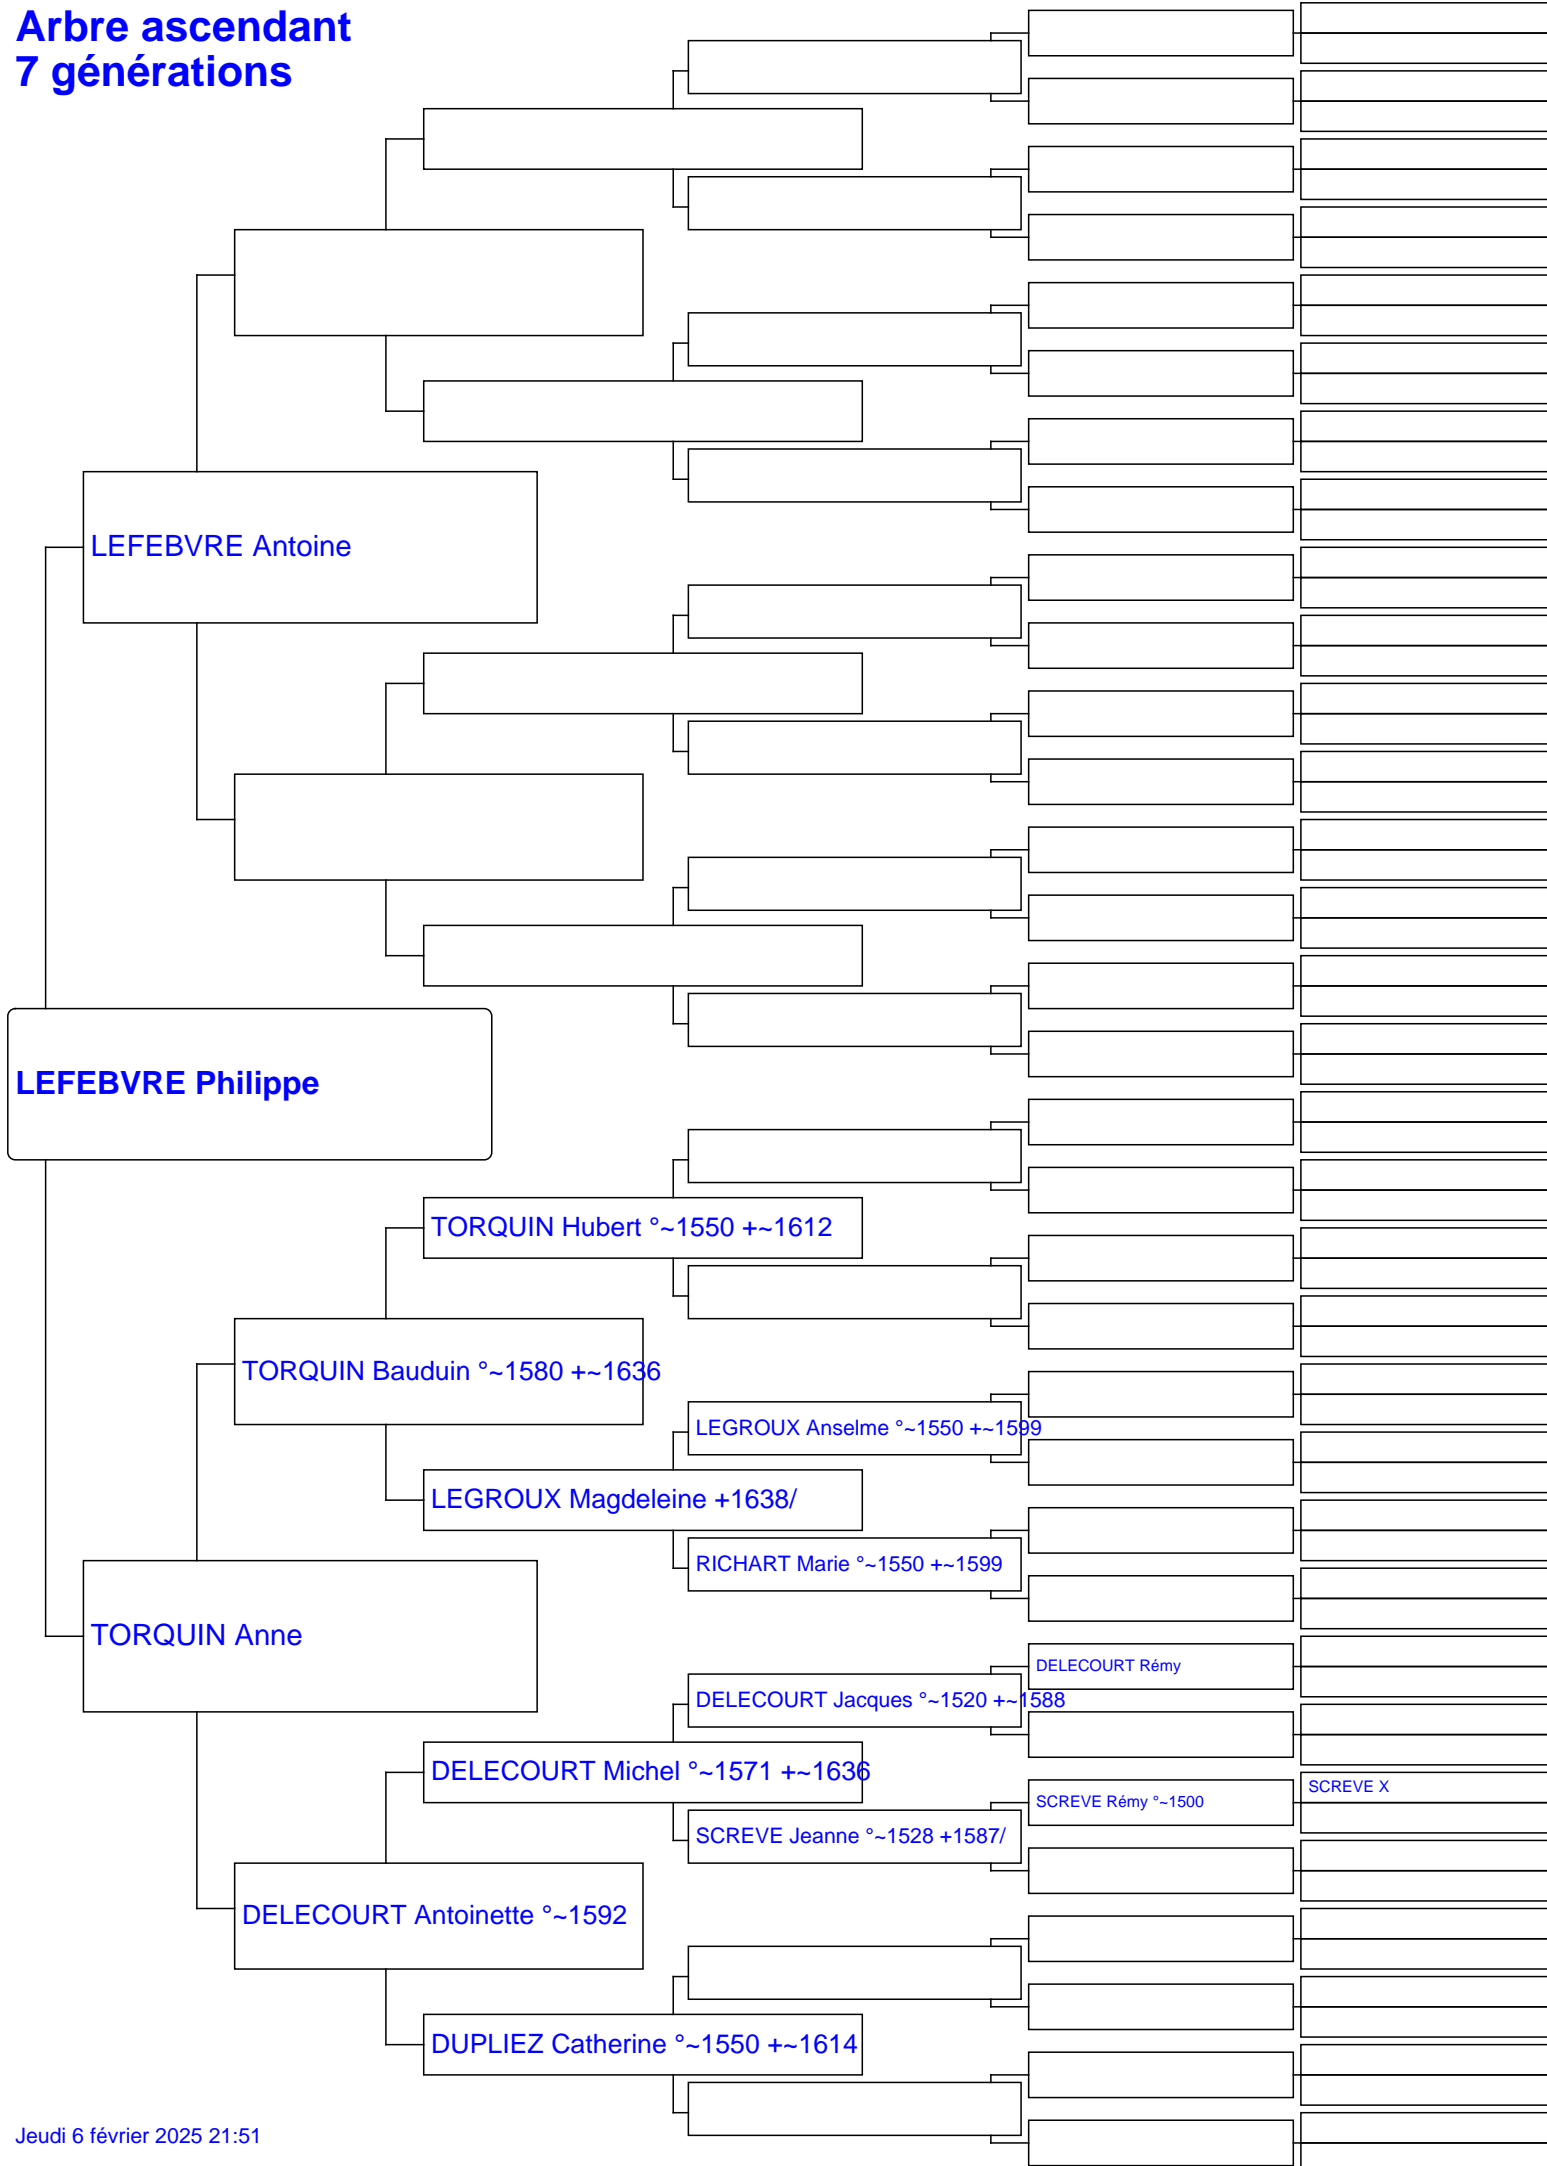 Arbre ascendant
7 générations
LEFEBVRE Antoine
LEFEBVRE Philippe
TORQUIN Hubert °~1550 +~1612
TORQUIN Bauduin °~1580 +~1636
LEGROUX Anselme °~1550 +~1599
LEGROUX Magdeleine +1638/
RICHART Marie °~1550 +~1599
TORQUIN Anne
DELECOURT Rémy
DELECOURT Jacques °~1520 +~1588
DELECOURT Michel °~1571 +~1636
SCREVE X
SCREVE Rémy °~1500
SCREVE Jeanne °~1528 +1587/
DELECOURT Antoinette °~1592
DUPLIEZ Catherine °~1550 +~1614
Jeudi 6 février 2025 21:51